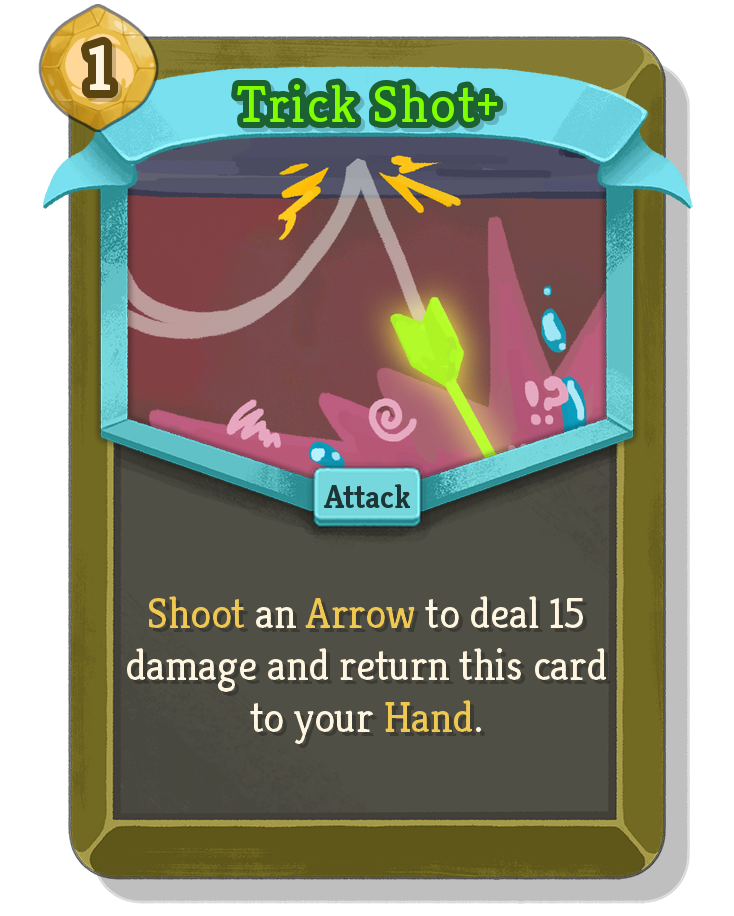 1
Trick Shot+
!?
Attack
Shoot an Arrow to deal 15
damage and return this card
to your Hand.